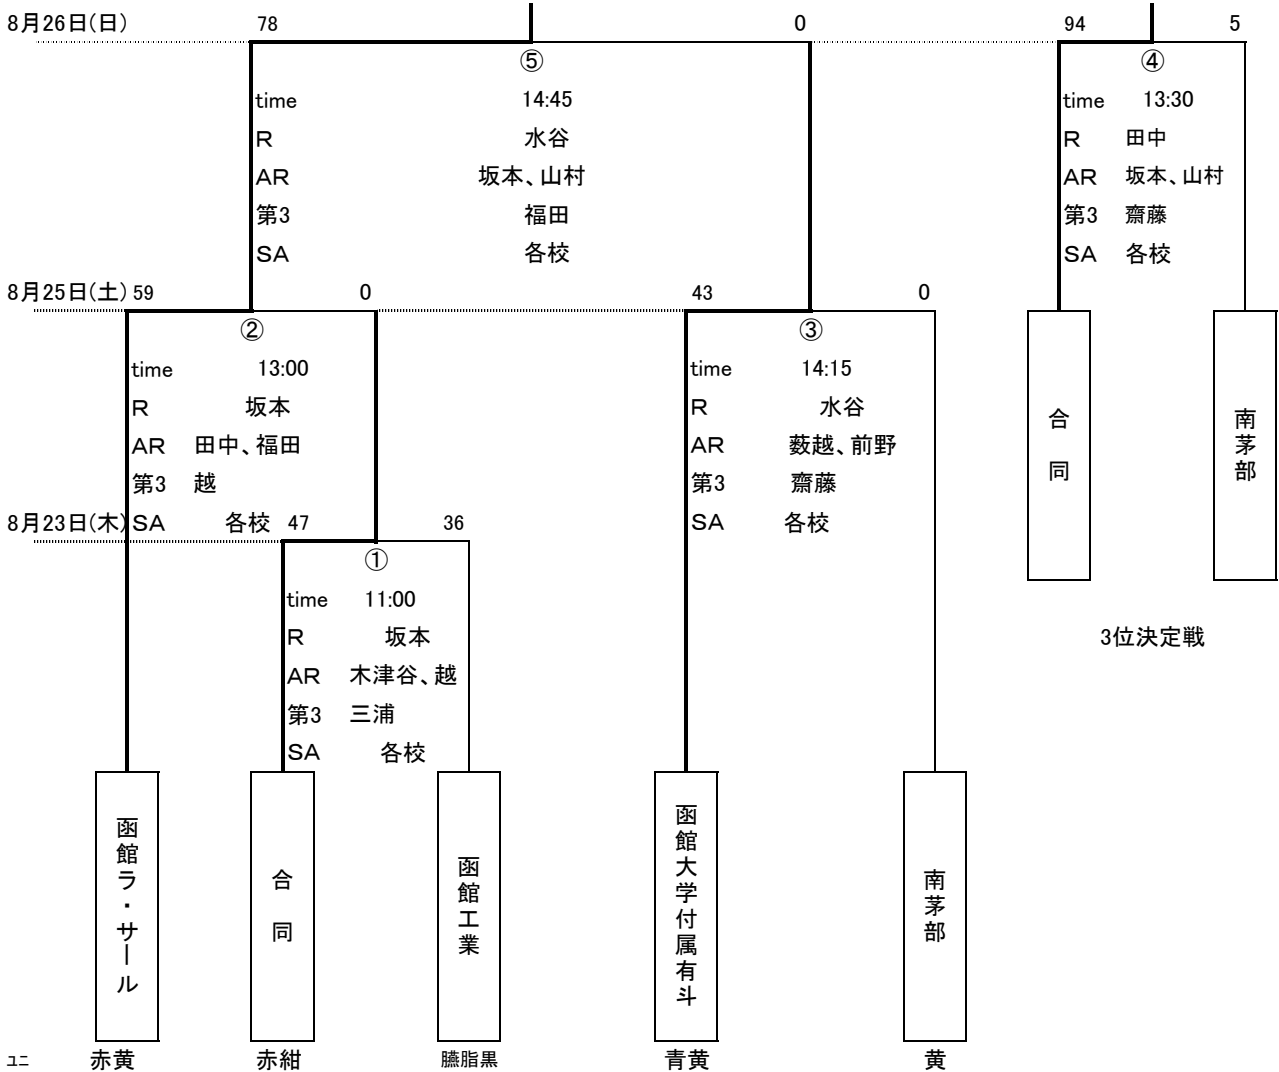 8月26日(日) 78 0 94 5
⑤ ④
time 14:45 time 13:30
R 水谷 R 田中
AR 坂本、山村 AR 坂本、山村
第3 福田 第3 齋藤
SA 各校 SA 各校
8月25日(土) 59 0 43 0
② ③
time 13:00 time 14:15
R 坂本 R 水谷
AR 田中、福田 AR 薮越、前野
第3 越 第3 齋藤
8月23日(木) SA 各校 47 36 SA 各校
合同
南茅部
①
time 11:00
R 坂本
3位決定戦
AR 木津谷、越
第3 三浦
SA 各校
函館ラ・サール
合同
函館工業
函館大学付属有斗
南茅部
ユニ 赤黄 赤紺 臙脂黒 青黄 黄